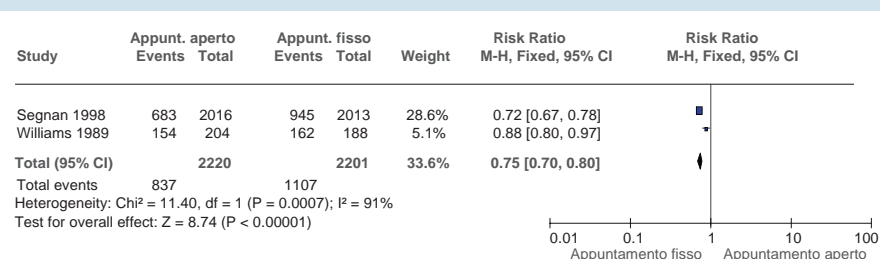 Appunt. aperto Appunt. fisso Risk Ratio Risk Ratio
Study Events Total Events Total Weight M-H, Fixed, 95% CI M-H, Fixed, 95% CI
Segnan 1998 683 2016 945 2013 28.6% 0.72 [0.67, 0.78]
Williams 1989 154 204 162 188 5.1% 0.88 [0.80, 0.97]
Total (95% CI) 2220 2201 33.6% 0.75 [0.70, 0.80]
Total events 837 1107
Heterogeneity: Chi² = 11.40, df = 1 (P = 0.0007); I² = 91%
Test for overall effect: Z = 8.74 (P < 0.00001)
0.01 0.1 1 10 100
Appuntamento fisso Appuntamento aperto